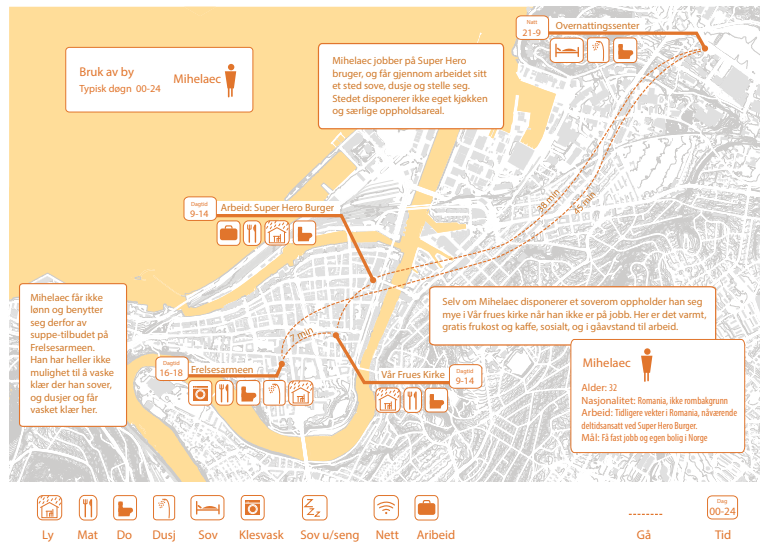 Bruk av by
Typisk døgn 00-24
Mihelaec
Mihelaec jobber på Super Hero
bruger, og får gjennom arbeidet sitt
et sted sove, dusje og stelle seg.
Stedet disponerer ikke eget kjøkken
og særlige oppholdsareal.
Natt
21-9
Overnattingssenter
38 min
45 min
Dagtid
9-14
Arbeid: Super Hero Burger
Mihelaec får ikke
lønn og benytter
seg derfor av
suppe-tilbudet på
Frelsesarmeen.
Han har heller ikke
mulighet til å vaske
klær der han sover,
og dusjer og får
vasket klær her.
7 min
Dagtid
16-18
Frelsesarmeen
Vår Frues Kirke
Dagtid
9-14
Selv om Mihelaec disponerer et soverom oppholder han seg
mye i Vår frues kirke når han ikke er på jobb. Her er det varmt,
gratis frukost og kaffe, sosialt, og i gåavstand til arbeid.
Mihelaec
Alder: 32
Nasjonalitet: Romania, ikke rombakgrunn
Arbeid: Tidligere vekter i Romania, nåværende
deltidsansatt ved Super Hero Burger.
Mål: Få fast jobb og egen bolig i Norge
Ly
Mat
Do
Dusj
Sov
Klesvask
Sov u/seng
Nett
Aribeid
Gå
Dag
00-24
Tid